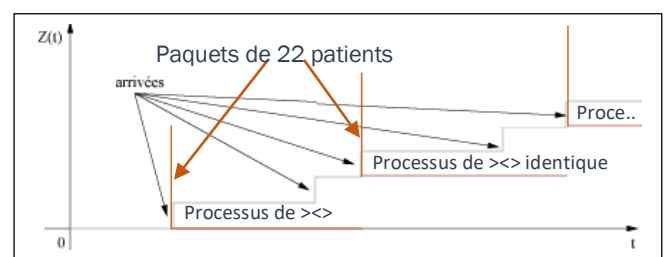 Z(t)
Paquets de 22 patients
arrivées
Proce..
Processus de ><> identique
Processus de ><>
0
t